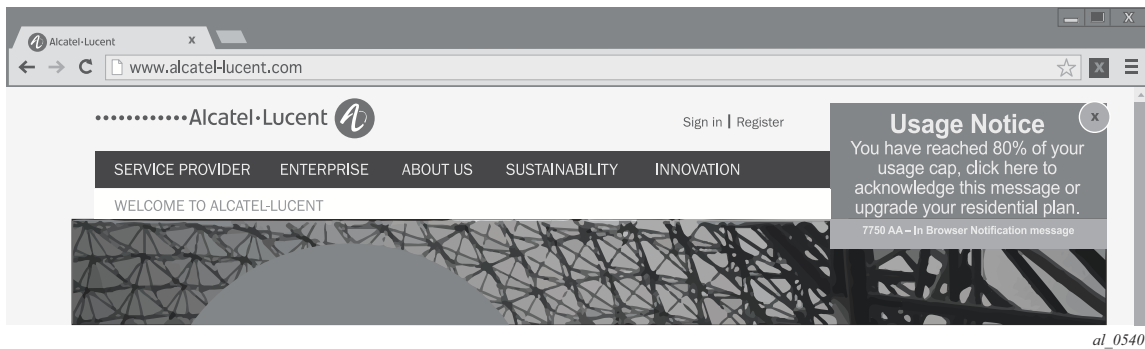 Alcatel·Lucent x
www.alcatel-lucent.com
Alcatel·Lucent
Sign in | Register
SERVICE PROVIDER ENTERPRISE ABOUT US SUSTAINABILITY INNOVATION
WELCOME TO ALCATEL-LUCENT
Usage Notice
You have reached 80% of your
usage cap, click here to
acknowledge this message or
upgrade your residential plan.
7750 AA – In Browser Notification message
al_0540